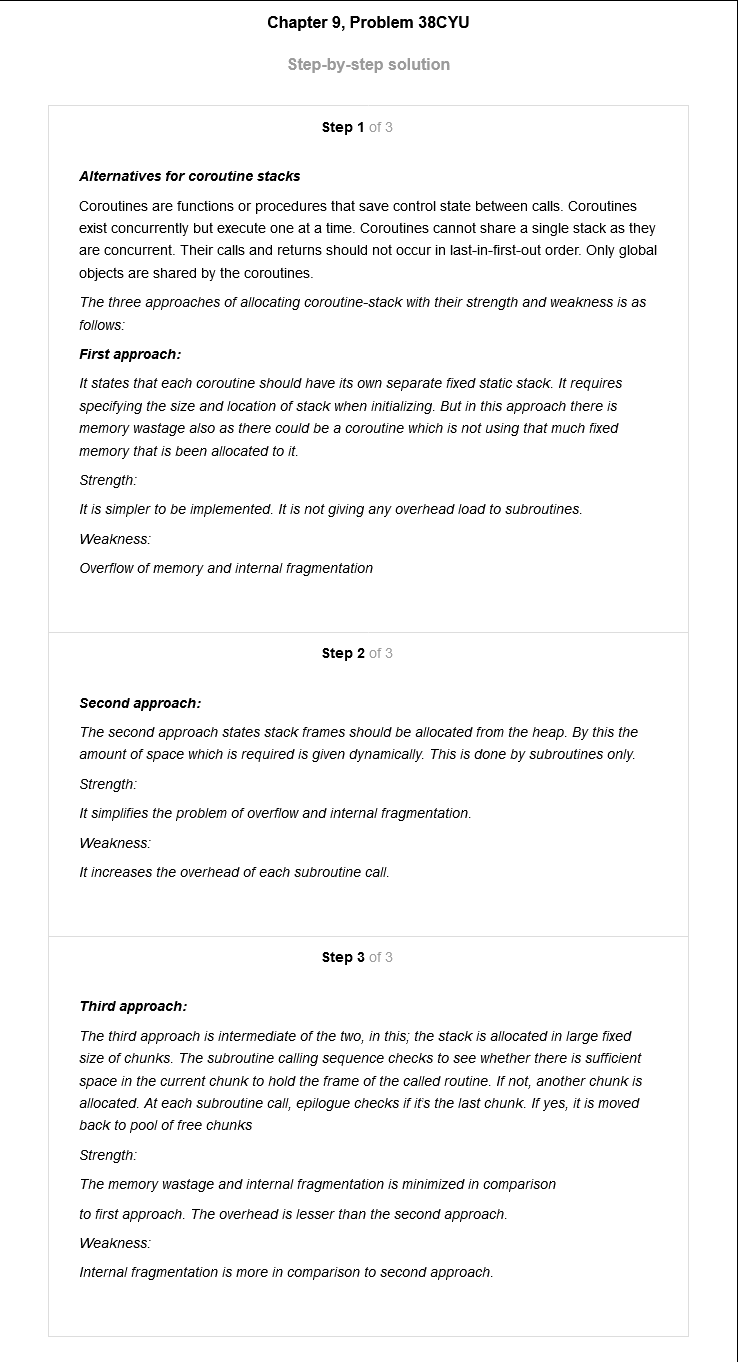 Chapter 9, Problem 38CYU
Step-by-step solution
Step 1 of 3
Alternatives for coroutine stacks
Coroutines are functions or procedures that save control state between calls. Coroutines
exist concurrently but execute one at a time. Coroutines cannot share a single stack as they
are concurrent. Their calls and returns should not occur in last-in-first-out order. Only global
objects are shared by the coroutines.
The three approaches of allocating coroutine-stack with their strength and weakness is as
follows:
First approach:
It states that each coroutine should have its own separate fixed static stack. It requires
specifying the size and location of stack when initializing. But in this approach there is
memory wastage also as there could be a coroutine which is not using that much fixed
memory that is been allocated to it.
Strength:
It is simpler to be implemented. It is not giving any overhead load to subroutines.
Weakness:
Overflow of memory and internal fragmentation
Step 2 of 3
Second approach:
The second approach states stack frames should be allocated from the heap. By this the
amount of space which is required is given dynamically. This is done by subroutines only.
Strength:
It simplifies the problem of overflow and internal fragmentation.
Weakness:
It increases the overhead of each subroutine call.
Step 3 of 3
Third approach:
The third approach is intermediate of the two, in this; the stack is allocated in large fixed
size of chunks. The subroutine calling sequence checks to see whether there is sufficient
space in the current chunk to hold the frame of the called routine. If not, another chunk is
allocated. At each subroutine call, epilogue checks if it's the last chunk. If yes, it is moved
back to pool of free chunks
Strength:
The memory wastage and internal fragmentation is minimized in comparison
to first approach. The overhead is lesser than the second approach.
Weakness:
Internal fragmentation is more in comparison to second approach.